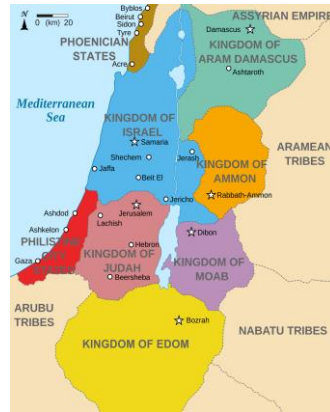 Byblos
Beirut
Sidon
Tyre
N
0 (km) 20
PHOENICIAN
STATES
Acre
ASSYRIAN EMPIRE
Damascus
KINGDOM OF
ARAM DAMASCUS
Ashtaroth
Mediterranean
Sea
KINGDOM OF
ISRAEL
Samaria
Shechem
Jerash
Jaffa
Beit El
KINGDOM OF
AMMON
Rabbath-Ammon
ARAMEAN
TRIBES
Jericho
Ashdod
Jerusalem
Lachish
Ashkelon
Gaza
Hebron
KINGDOM OF
JUDAH
Beersheba
Dibon
KINGDOM OF
MOAB
ARUBU
TRIBES
Bozrah
NABATU TRIBES
KINGDOM OF EDOM